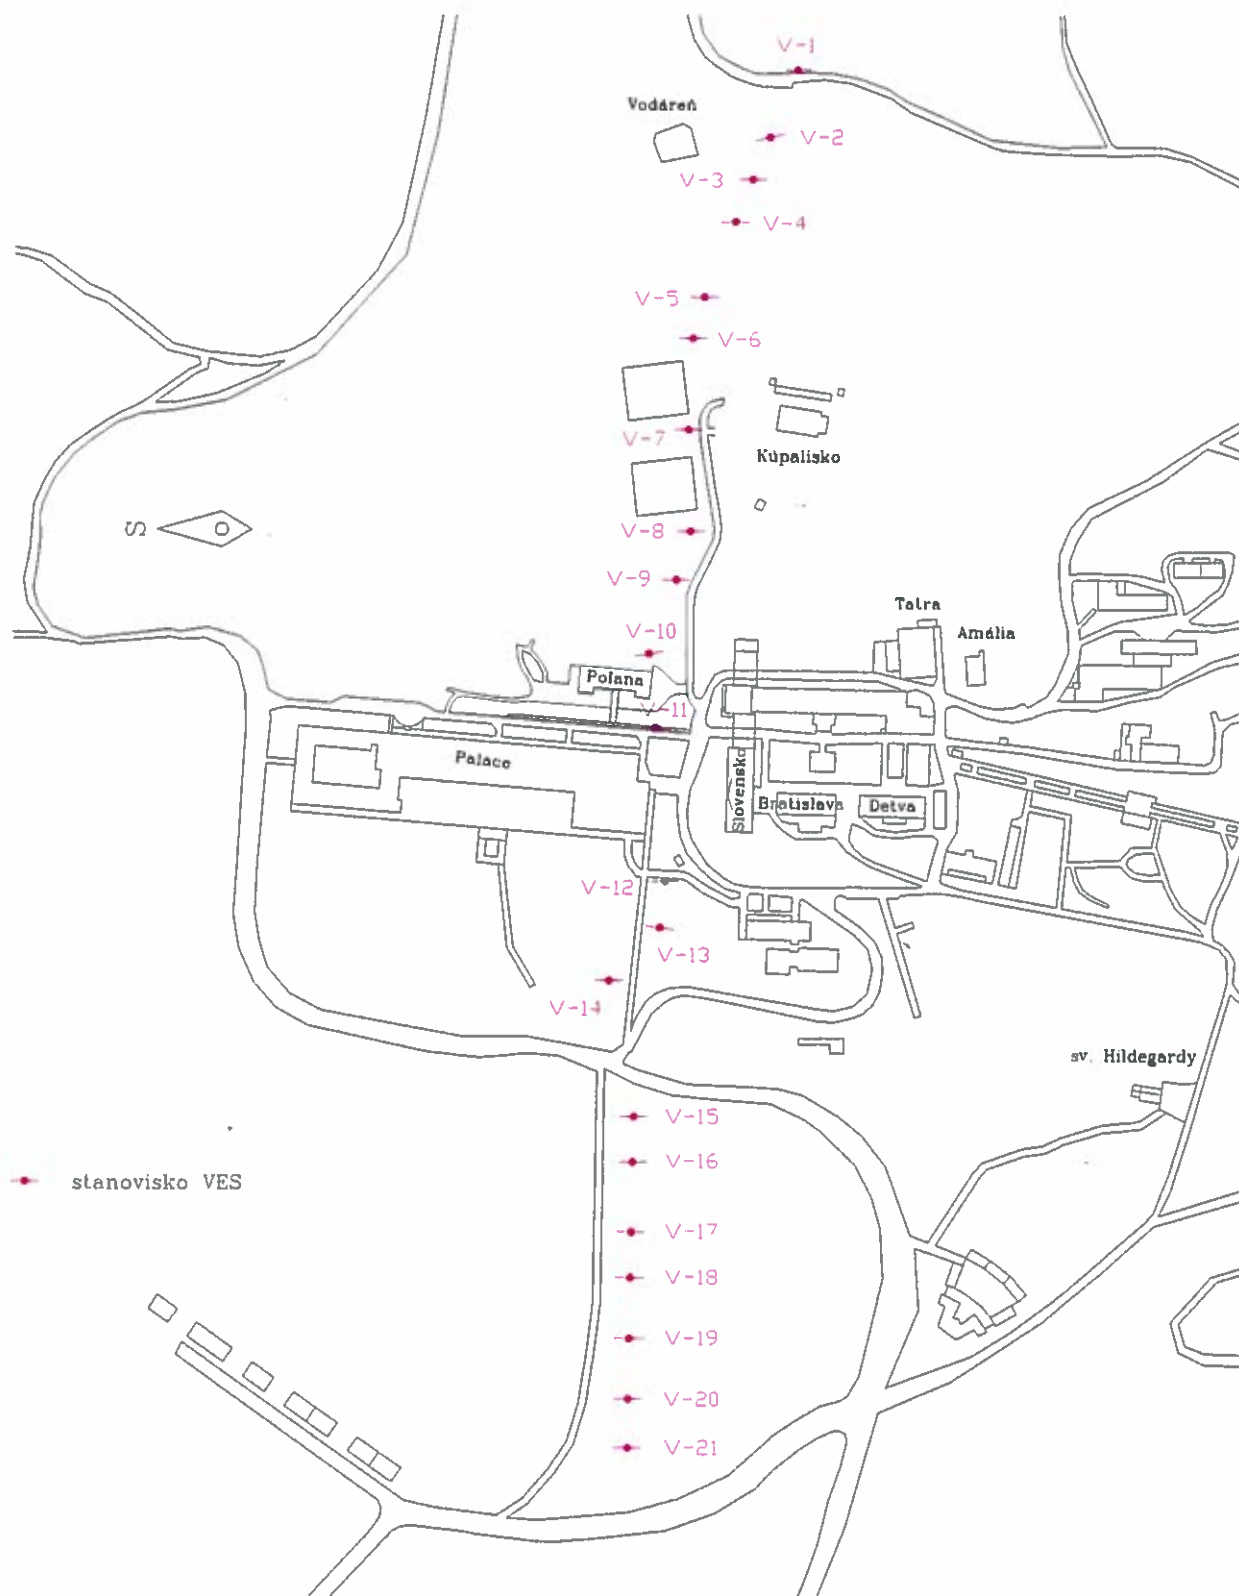 V-1
Vodáreň
V-2
V-3
V-4
V-5
V-6
V-7
Kúpalisko
S
V-8
V-9
Tatra
V-10
Amália
Poľana
V-11
Palace
Slovensko
Bratislava
Detva
V-12
V-13
V-14
sv. Hildegardy
V-15
V-16
stanovisko VES
V-17
V-18
V-19
V-20
V-21